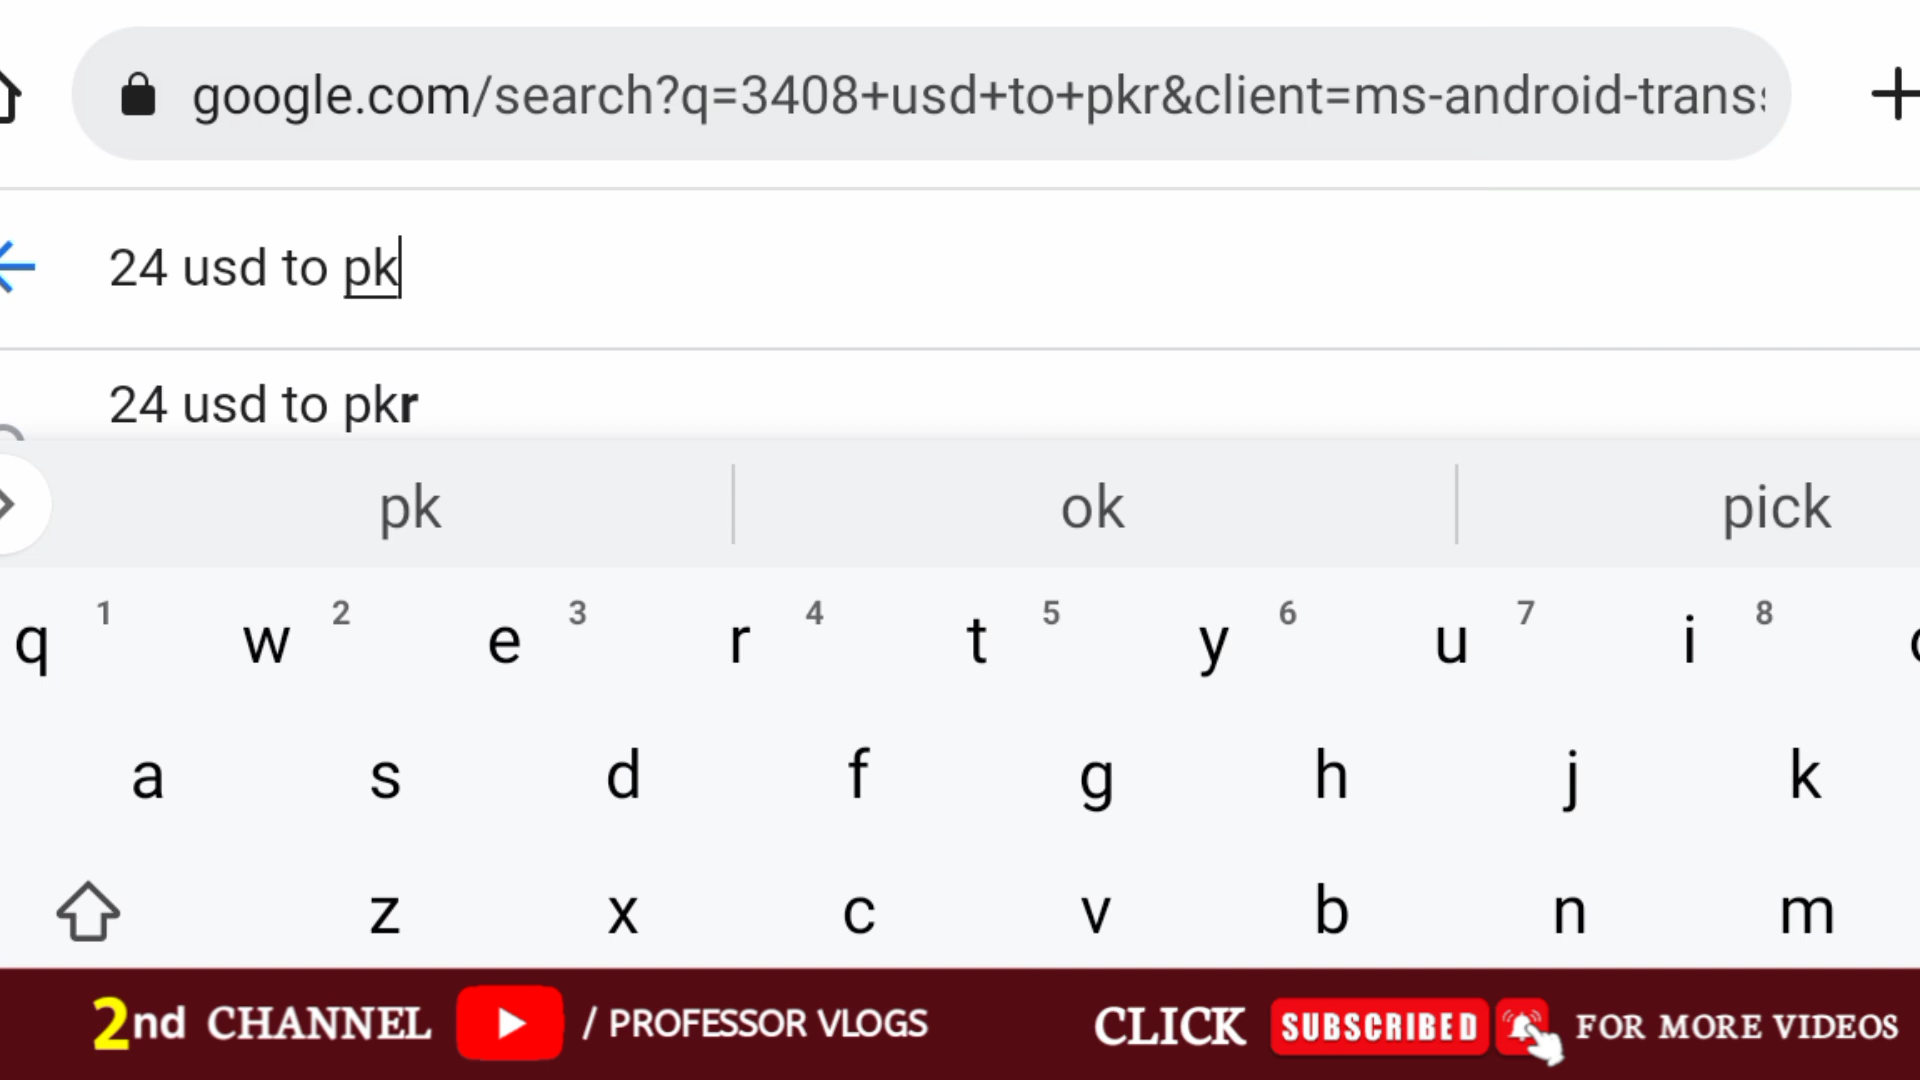 google.com/search?q=3408+usd+to+pkr&client=ms-android-trans
24 usd to pk
24 usd to pkr
pk ok pick
q 1 w 2 e 3 r 4 t 5 y 6 u 7 i 8
a s d f g h j k
z x c v b n m
2nd CHANNEL / PROFESSOR VLOGS CLICK SUBSCRIBED FOR MORE VIDEOS